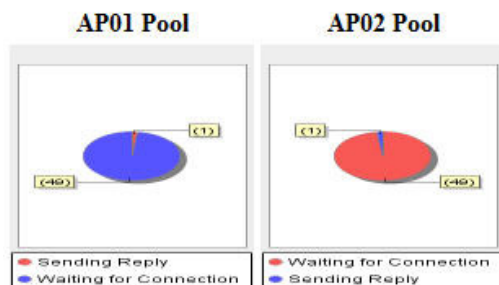 AP01 Pool
(1)
(49)
Sending Reply
Waiting for Connection
AP02 Pool
(1)
(49)
Waiting for Connection
Sending Reply